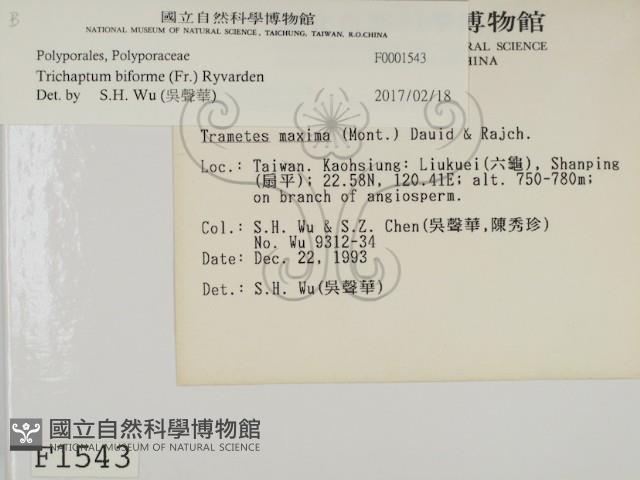 B
國立自然科學博物館
NATIONAL MUSEUM OF NATURAL SCIENCE, TAICHUNG, TAIWAN, R.O.CHINA
Polyporales, Polyporaceae F0001543
Trichaptum biforme (Fr.) Ryvarden
Det. by S.H. Wu (吳聲華) 2017/02/18
博物館
RAL SCIENCE
CHINA
Trametes maxima (Mont.) Dauid & Rajch.
Loc.: Taiwan. Kaohsiung: Liukuei(六龜), Shanping
(扇平); 22.58N, 120.41E; alt. 750-780m;
on branch of angiosperm.
Col.: S.H. Wu & S.Z. Chen(吳聲華,陳秀珍)
No. Wu 9312-34
Date: Dec. 22, 1993
Det.: S.H. Wu(吳聲華)
國立自然科學博物館
NATIONAL MUSEUM OF NATURAL SCIENCE
F1543